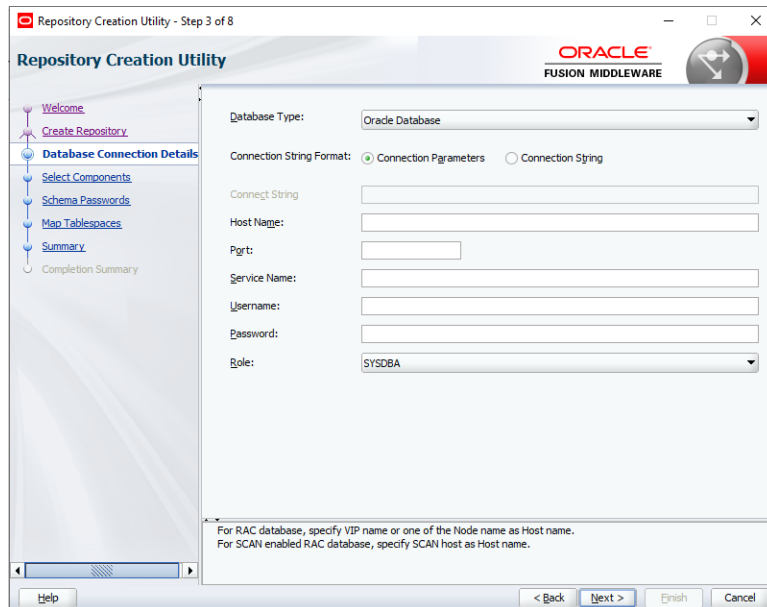 Repository Creation Utility - Step 3 of 8
Repository Creation Utility
ORACLE
FUSION MIDDLEWARE
Welcome
Create Repository
Database Connection Details
Select Components
Schema Passwords
Map Tablespaces
Summary
Completion Summary
Database Type: Oracle Database
Connection String Format: Connection Parameters Connection String
Connect String
Host Name:
Port:
Service Name:
Username:
Password:
Role: SYSDBA
For RAC database, specify VIP name or one of the Node name as Host name.
For SCAN enabled RAC database, specify SCAN host as Host name.
Help < Back Next > Finish Cancel